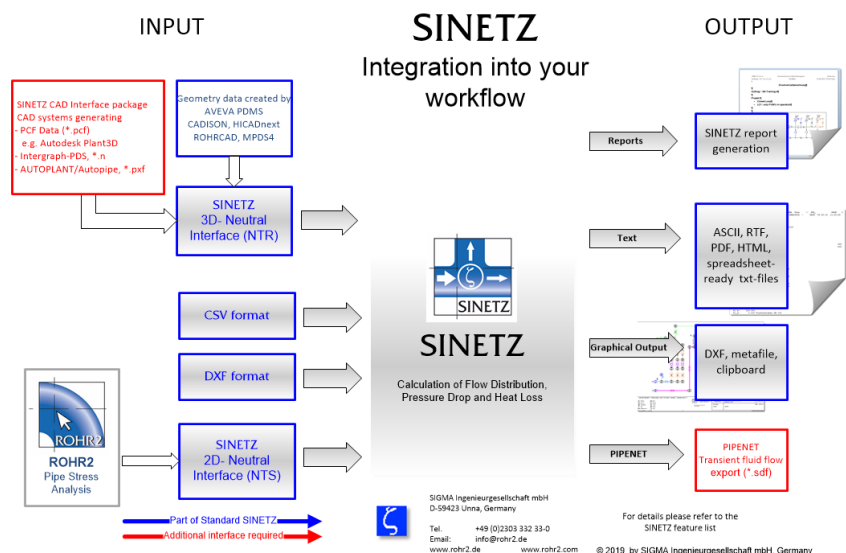 INPUT
SINETZ
Integration into your
workflow
OUTPUT
SINETZ CAD Interface package
CAD systems generating
- PCF Data (*.pcf)
e.g. Autodesk Plant3D
- Intergraph-PDS, *.n
- AUTOPLANT/Autopipe, *.pxf
Geometry data created by
AVEVA PDMS
CADISON, HICADnext
ROHRCAD, MPDS4
SINETZ
3D- Neutral
Interface (NTR)
CSV format
DXF format
ROHR2
ROHR2
Pipe Stress
Analysis
SINETZ
2D- Neutral
Interface (NTS)
ζ
SINETZ
SINETZ
Calculation of Flow Distribution,
Pressure Drop and Heat Loss
Reports
SINETZ report
generation
Text
ASCII, RTF,
PDF, HTML,
spreadsheet-
ready txt-files
Graphical Output
DXF, metafile,
clipboard
PIPENET
PIPENET
Transient fluid flow
export (*.sdf)
Part of Standard SINETZ
Additional interface required
ζ
SIGMA Ingenieurgesellschaft mbH
D-59423 Unna, Germany
Tel. +49 (0)2303 332 33-0
Email: info@rohr2.de
www.rohr2.de www.rohr2.com
For details please refer to the
SINETZ feature list
© 2019 by SIGMA Ingenieurgesellschaft mbH, Germany